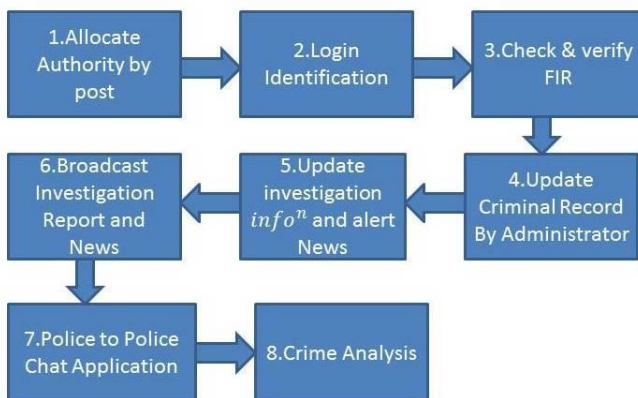 1.Allocate
Authority by
post
2.Login
Identification
3.Check & verify
FIR
4.Update
Criminal Record
By Administrator
5.Update
investigation
infoⁿ and alert
News
6.Broadcast
Investigation
Report and
News
7.Police to Police
Chat Application
8.Crime Analysis